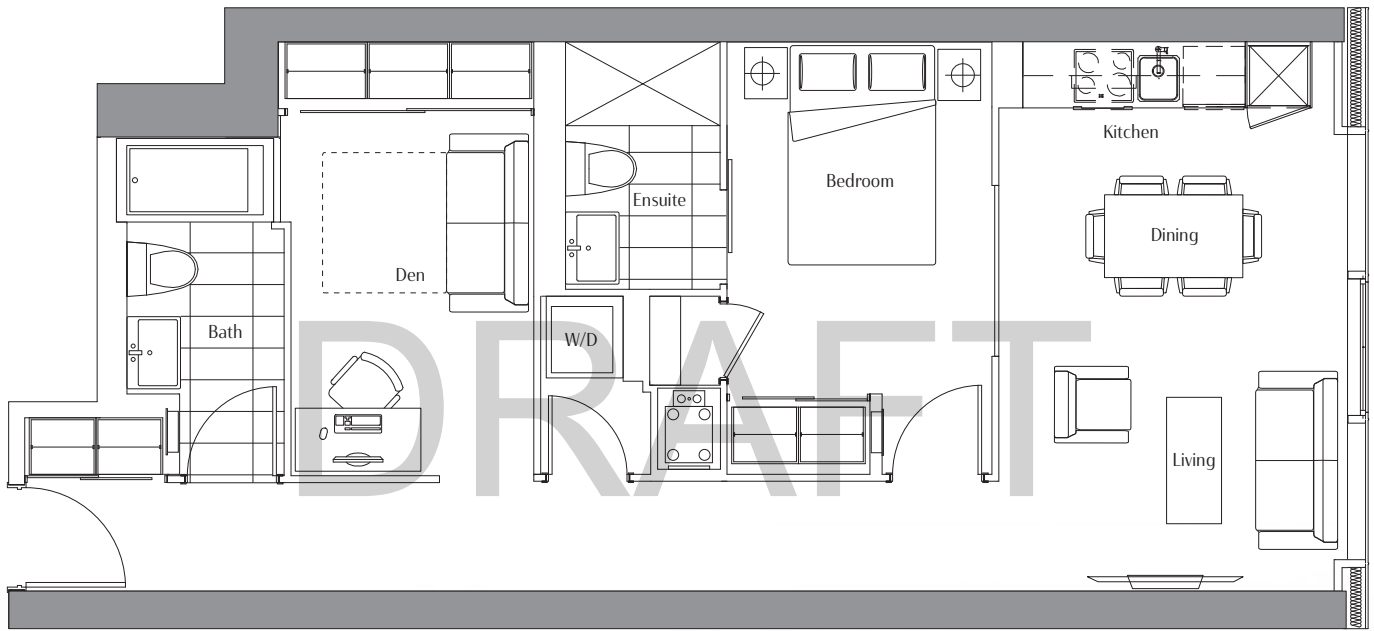 Kitchen
Bedroom
Ensuite
Dining
Den
Bath
W/D
DRAFT
Living